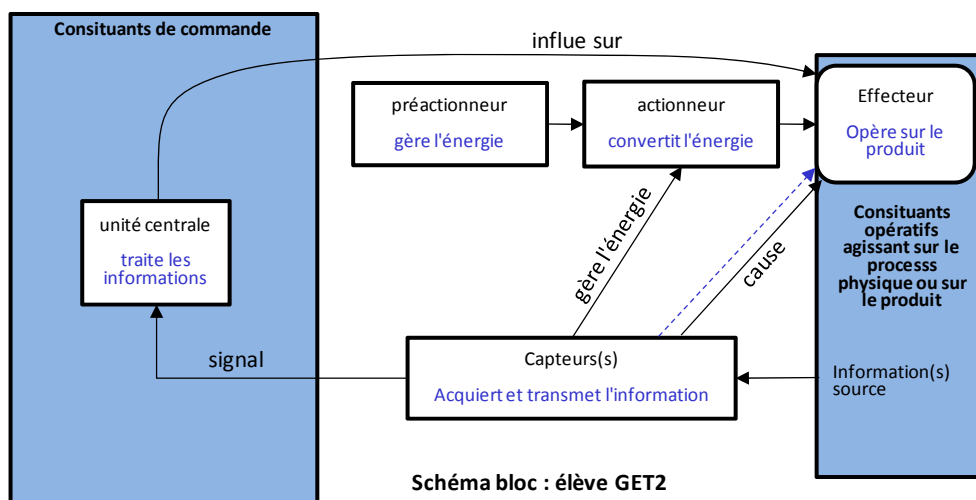 Consituants de commande
influe sur
préactionneur
gère l'énergie
actionneur
convertit l'énergie
Effecteur
Opère sur le
produit
unité centrale
traite les
informations
gère l'énergie
cause
Consituants
opératifs
agissant sur le
processs
physique ou sur
le produit
signal
Capteurs(s)
Acquiert et transmet l'information
Information(s)
source
Schéma bloc : élève GET2